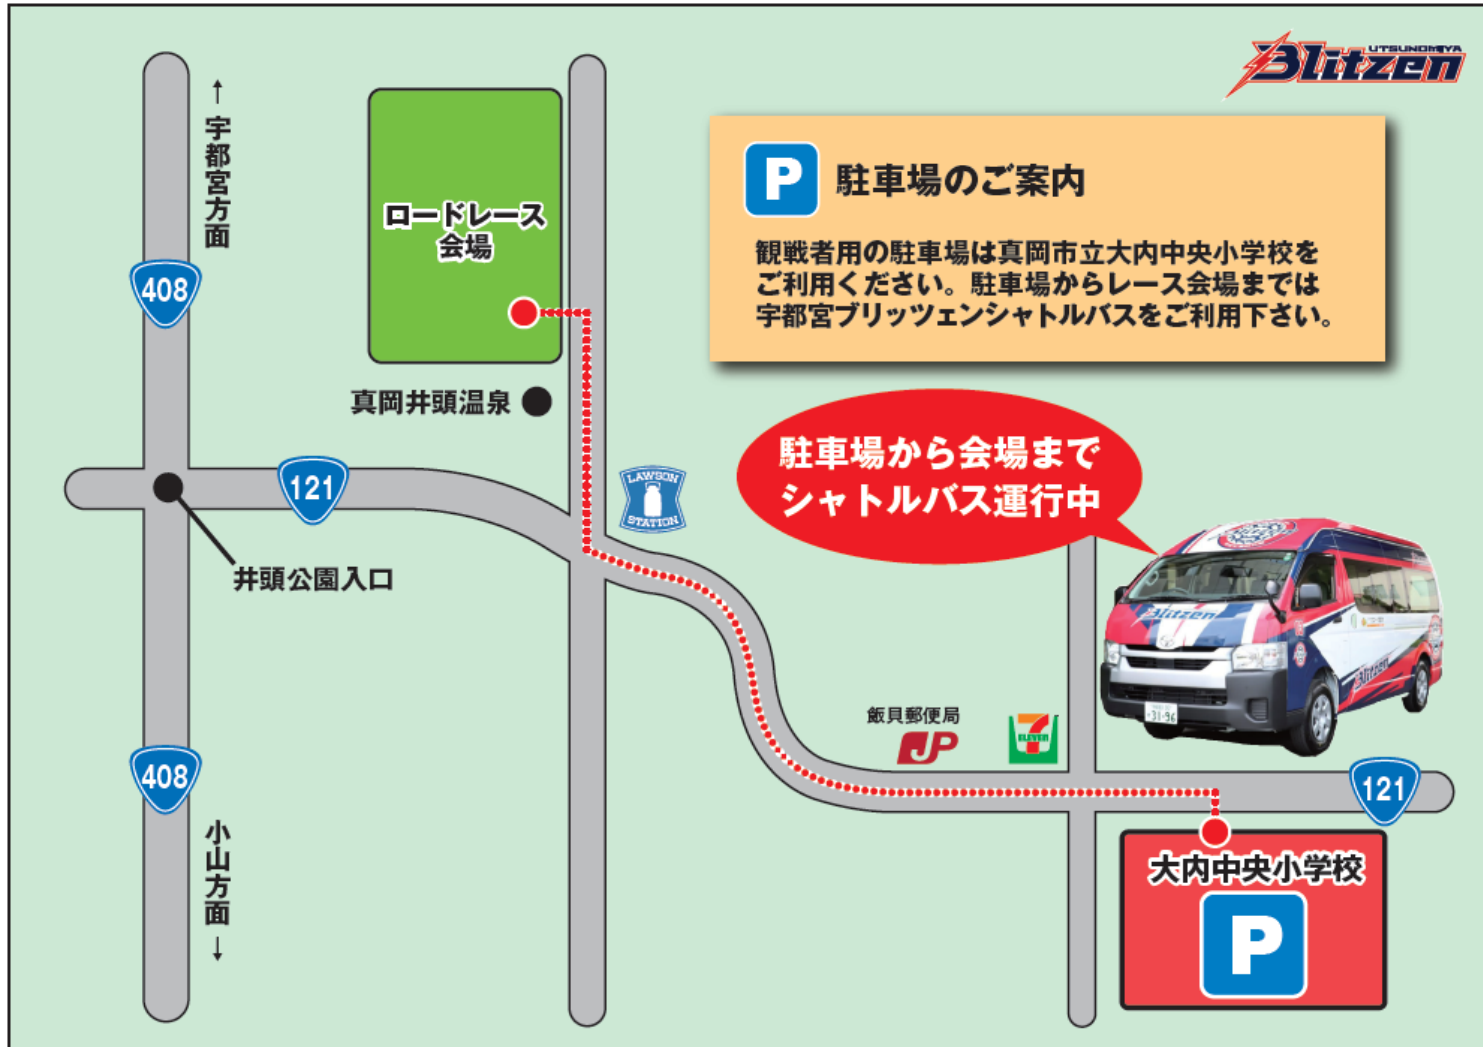 UTSUNOMIYA
Blitzen
P 駐車場のご案内
観戦者用の駐車場は真岡市立大内中央小学校を
ご利用ください。駐車場からレース会場までは
宇都宮ブリッツェンシャトルバスをご利用下さい。
↑宇都宮方面
408
ロードレース
会場
真岡井頭温泉
121
井頭公園入口
LAWSON
STATION
駐車場から会場まで
シャトルバス運行中
Blitzen
Blitzen
31-96
飯貝郵便局
JP
7
ELEVEN
408
小山方面↓
121
大内中央小学校
P